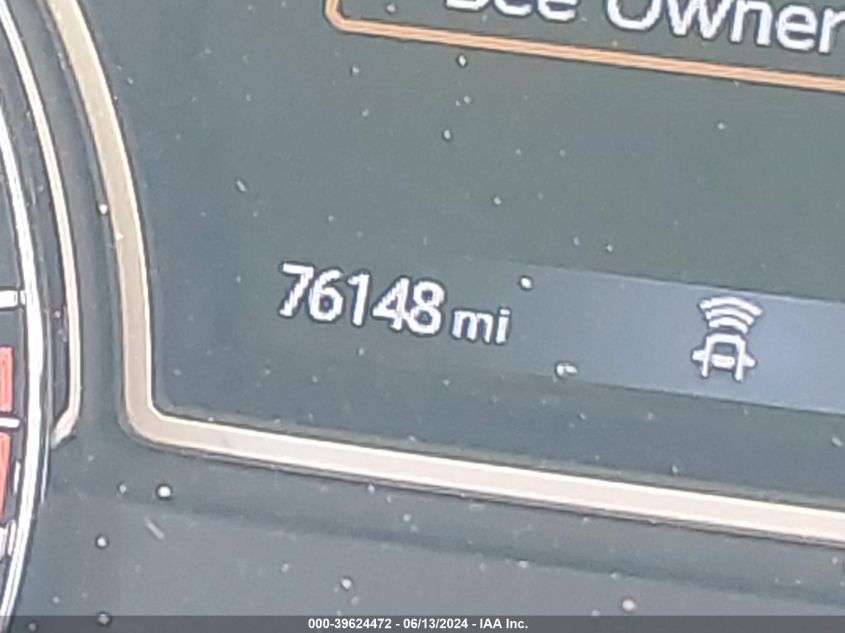 See Owner
76148 mi
000-39624472 - 06/13/2024 - IAA Inc.